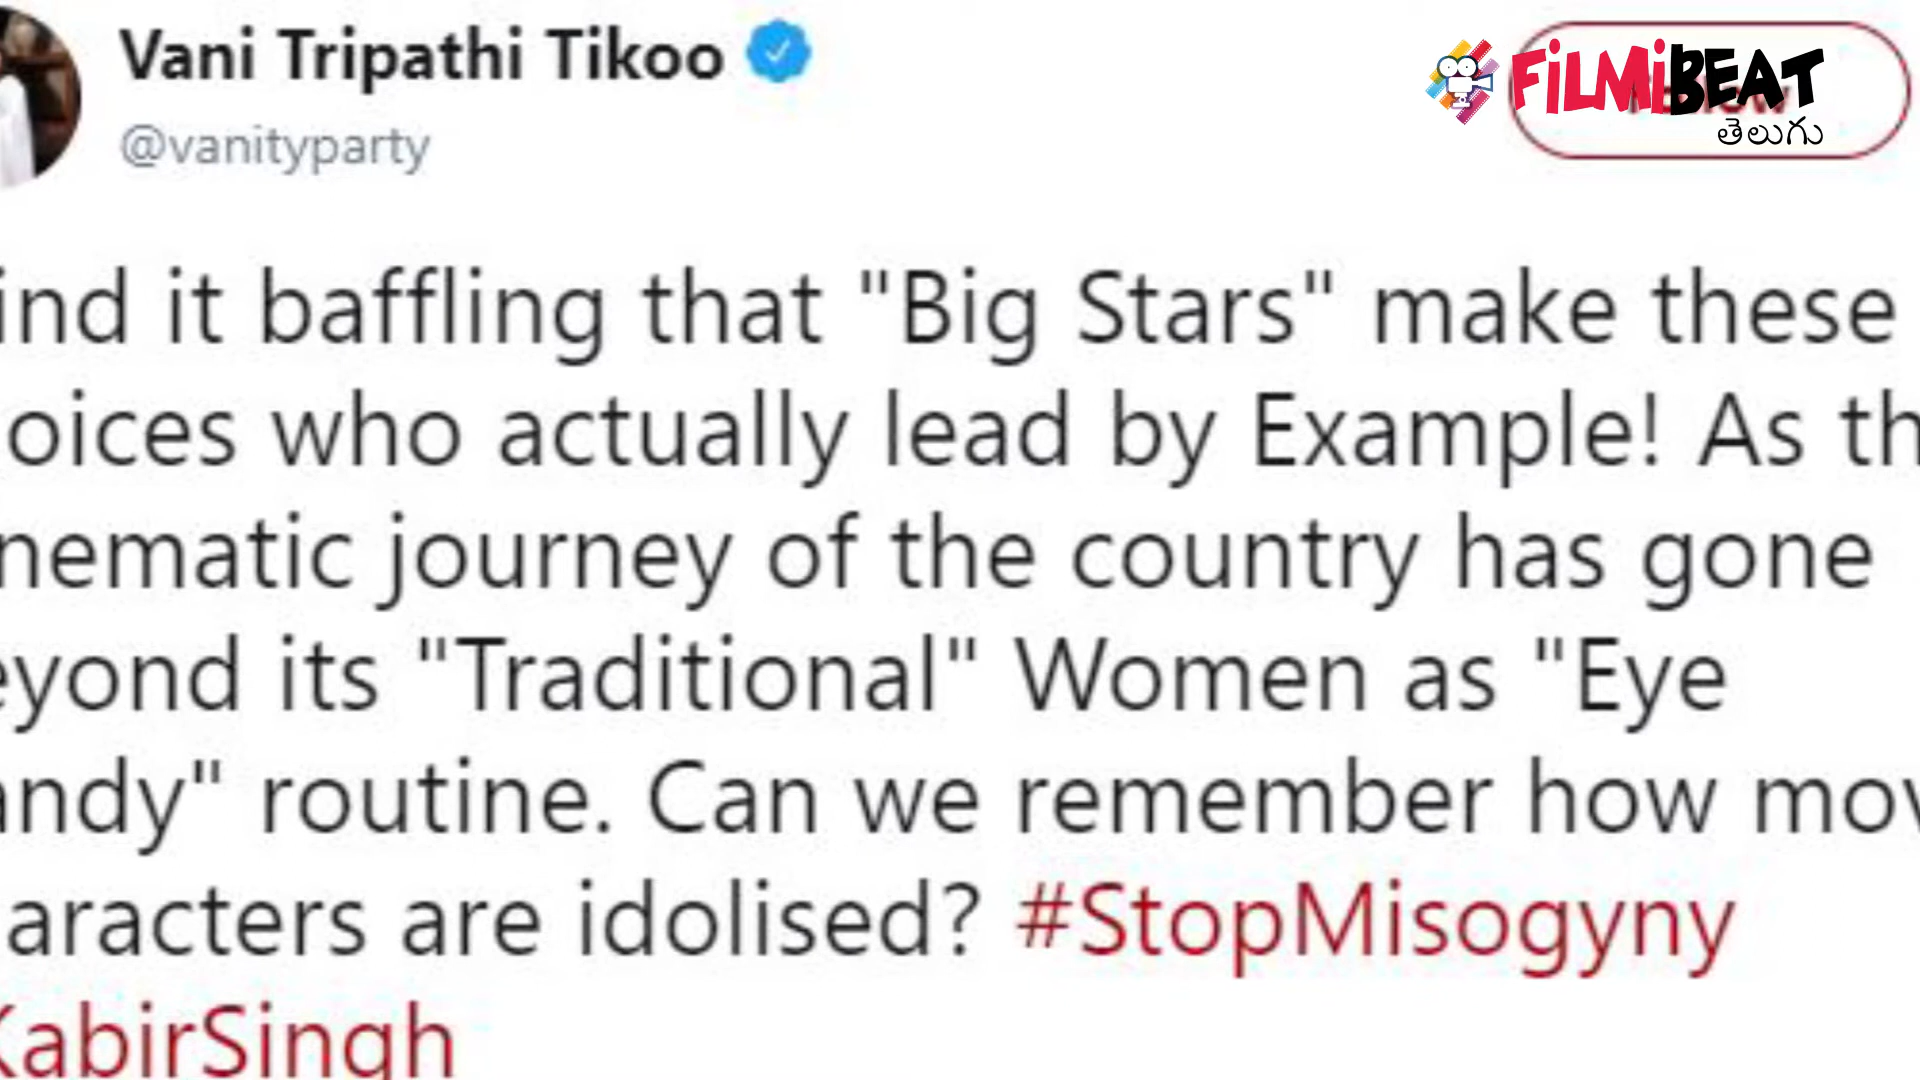 Vani Tripathi Tikoo
@vanityparty
FiLMiBEAT
తెలుగు
ind it baffling that "Big Stars" make these
oices who actually lead by Example! As th
nematic journey of the country has gone
eyond its "Traditional" Women as "Eye
andy" routine. Can we remember how mov
aracters are idolised? #StopMisogyny
KabirSingh